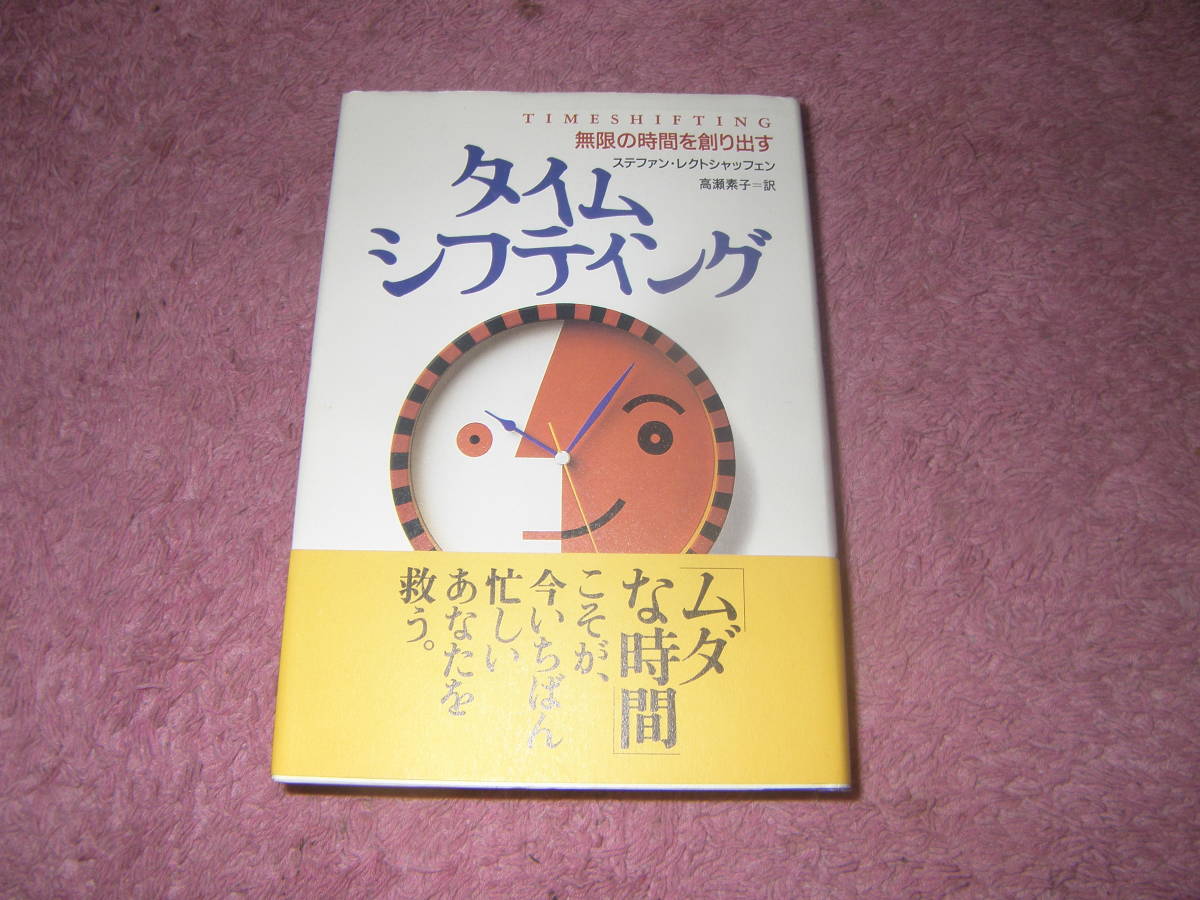 TIMESHIFTING
無限の時間を創り出す
ステファン・レクトシャッフェン
高瀬素子=訳
タイム
シフティング
「ムダ
な時間」
こそが、
今いちばん
忙しい
あなたを
救う。